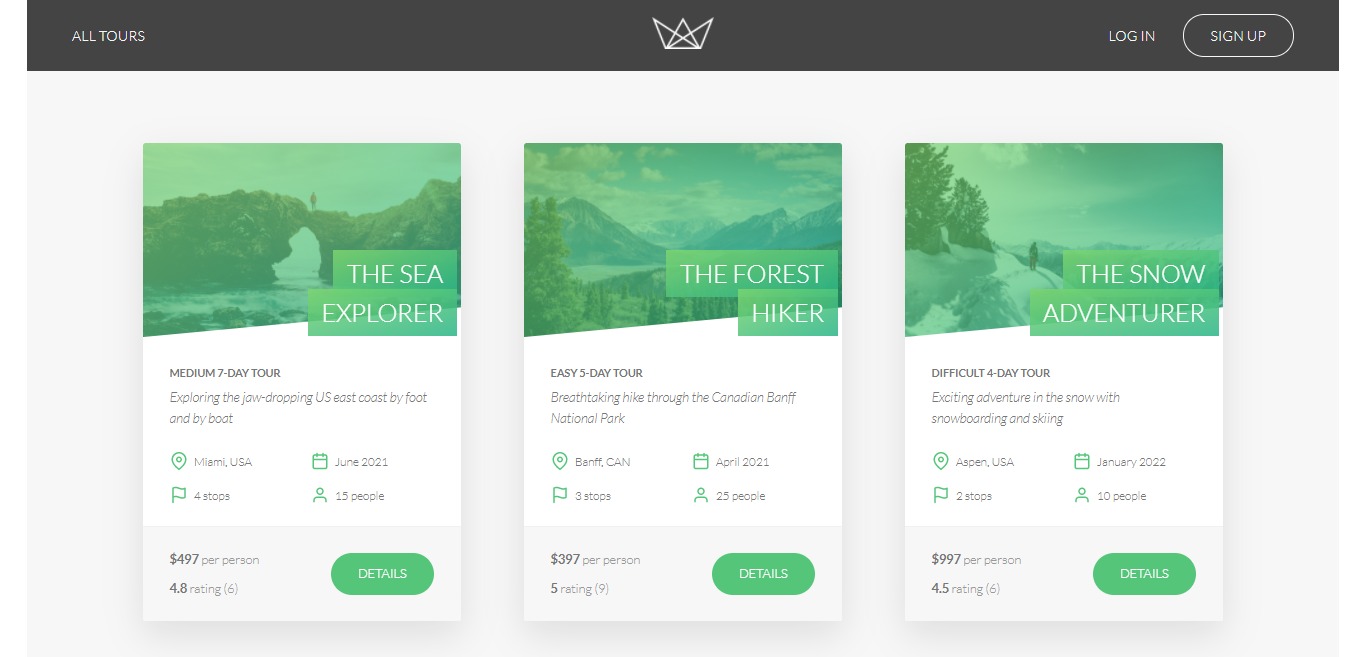 ALL TOURS
LOG IN
SIGN UP
THE SEA
EXPLORER
MEDIUM 7-DAY TOUR
Exploring the jaw-dropping US east coast by foot
and by boat
Miami, USA
June 2021
4 stops
15 people
$497 per person
4.8 rating (6)
DETAILS
THE FOREST
HIKER
EASY 5-DAY TOUR
Breathtaking hike through the Canadian Banff
National Park
Banff, CAN
April 2021
3 stops
25 people
$397 per person
5 rating (9)
DETAILS
THE SNOW
ADVENTURER
DIFFICULT 4-DAY TOUR
Exciting adventure in the snow with
snowboarding and skiing
Aspen, USA
January 2022
2 stops
10 people
$997 per person
4.5 rating (6)
DETAILS